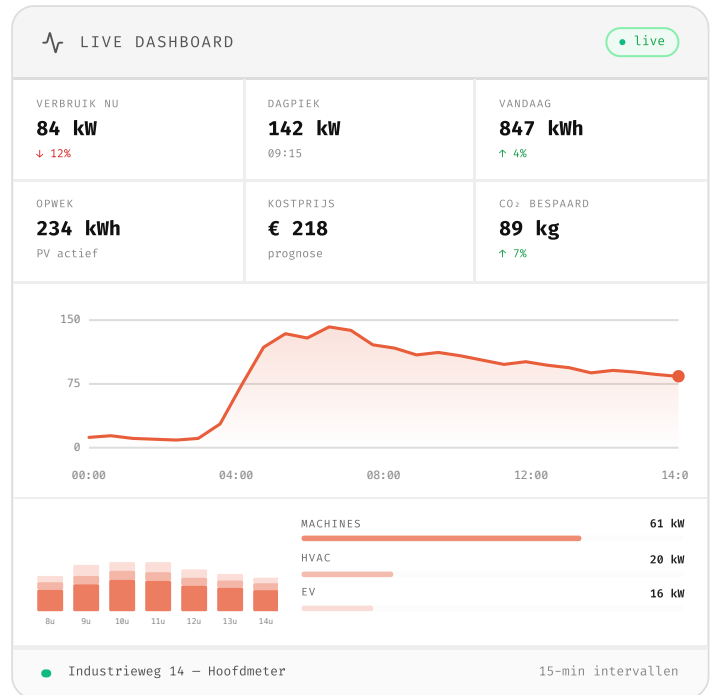 LIVE DASHBOARD
live
VERBRUIK NU
84 kW
↓ 12%
DAGPIEK
142 kW
09:15
VANDAAG
847 kWh
↑ 4%
OPWEK
234 kWh
PV actief
KOSTPRIJS
€ 218
prognose
CO₂ BESPAARD
89 kg
↑ 7%
150
75
0
00:00 04:00 08:00 12:00 14:0
MACHINES 61 kW
HVAC 20 kW
EV 16 kW
8u 9u 10u 11u 12u 13u 14u
Industrieweg 14 — Hoofdmeter
15-min intervallen